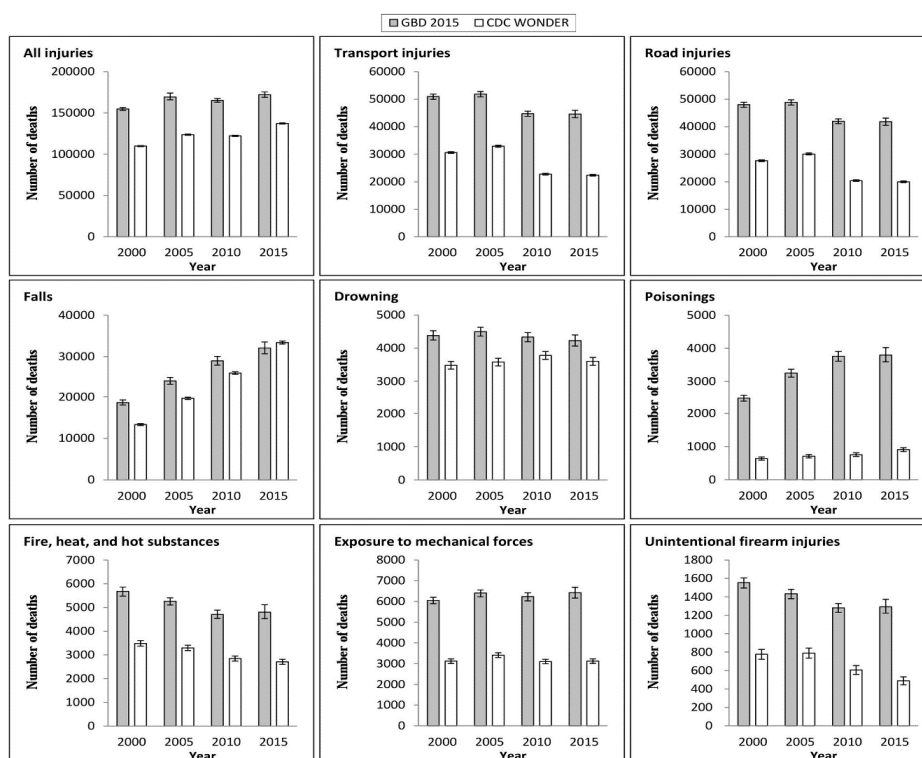 GBD 2015 CDC WONDER
All injuries
Number of deaths
200000
150000
100000
50000
0
2000 2005 2010 2015
Year
Transport injuries
Number of deaths
60000
50000
40000
30000
20000
10000
0
2000 2005 2010 2015
Year
Road injuries
Number of deaths
60000
50000
40000
30000
20000
10000
0
2000 2005 2010 2015
Year
Falls
Number of deaths
40000
30000
20000
10000
0
2000 2005 2010 2015
Year
Drowning
Number of deaths
5000
4000
3000
2000
1000
0
2000 2005 2010 2015
Year
Poisonings
Number of deaths
5000
4000
3000
2000
1000
0
2000 2005 2010 2015
Year
Fire, heat, and hot substances
Number of deaths
7000
6000
5000
4000
3000
2000
1000
0
2000 2005 2010 2015
Year
Exposure to mechanical forces
Number of deaths
8000
7000
6000
5000
4000
3000
2000
1000
0
2000 2005 2010 2015
Year
Unintentional firearm injuries
Number of deaths
1800
1600
1400
1200
1000
800
600
400
200
0
2000 2005 2010 2015
Year